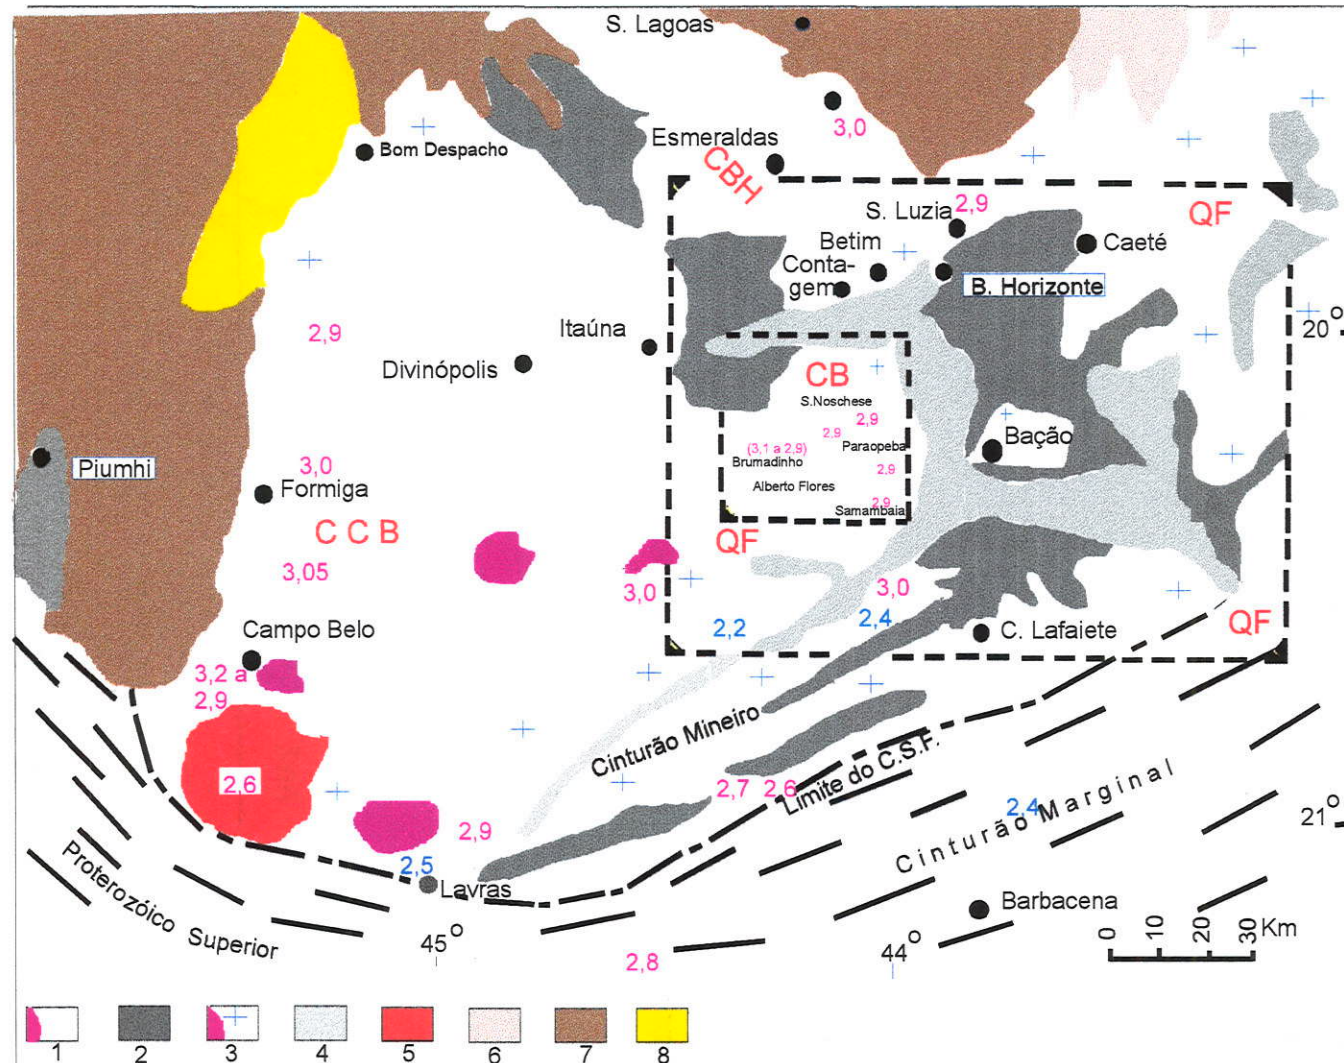 S. Lagoas
3,0
Esmeraldas
Bom Despacho
CBH
S. Luzia
2,9
QF
Betim
Caeté
Conta-
gem
B. Horizonte
2,9
Itaúna
20°
Divinópolis
CB
S.Noschese
2,9
2,9
Bação
(3,1 a 2,9)
Paraopeba
Brumadinho
2,9
Piumhi
3,0
Formiga
Alberto Flores
2,9
Samambaia
C C B
QF
3,05
3,0
3,0
2,2
2,4
QF
Campo Belo
C. Lafaiete
3,2 a
2,9
Cinturão Mineiro
2,6
2,7
2,6
Limite do C.S.F.
2,4
Cinturão Marginal
21°
2,9
2,5
Lavras
Proterozóico Superior
Barbacena
45°
44°
2,8
0 10 20 30 Km
1 2 3 4 5 6 7 8